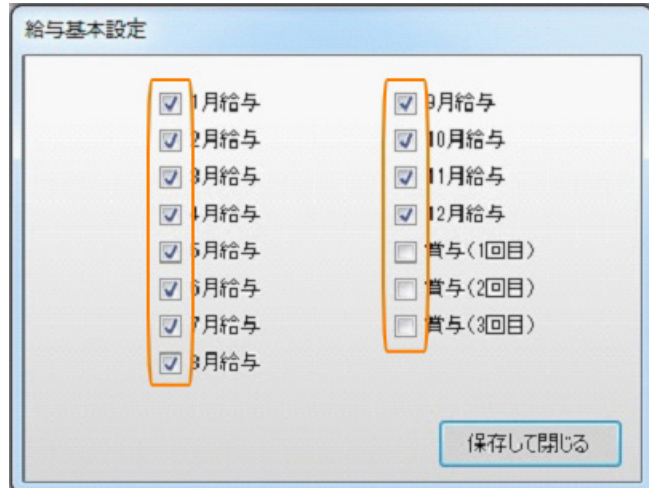 給与基本設定
1月給与
2月給与
3月給与
4月給与
5月給与
6月給与
7月給与
8月給与
9月給与
10月給与
11月給与
12月給与
賞与(1回目)
賞与(2回目)
賞与(3回目)
保存して閉じる